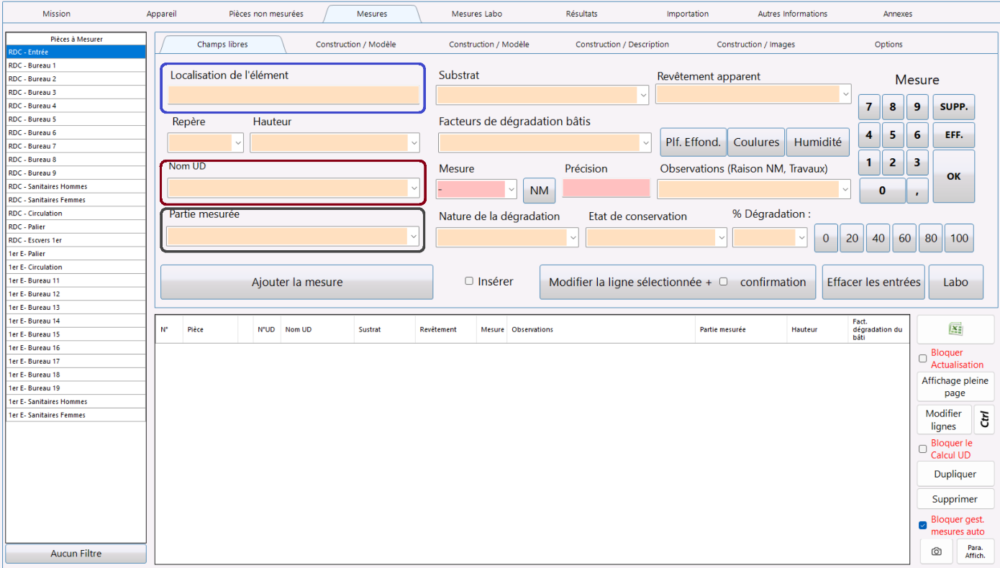 Mission Appareil Pièces non mesurées Mesures Mesures Labo Résultats Importation Autres Informations Annexes
Pièces à Mesurer
RDC - Entrée
RDC - Bureau 1
RDC - Bureau 2
RDC - Bureau 3
RDC - Bureau 4
RDC - Bureau 5
RDC - Bureau 6
RDC - Bureau 7
RDC - Bureau 8
RDC - Bureau 9
RDC - Sanitaires Hommes
RDC - Sanitaires Femmes
RDC - Circulation
RDC - Palier
RDC - Escvers 1er
1er E- Palier
1er E- Circulation
1er E- Bureau 11
1er E- Bureau 12
1er E- Bureau 13
1er E- Bureau 14
1er E- Bureau 15
1er E- Bureau 16
1er E- Bureau 17
1er E- Bureau 18
1er E- Bureau 19
1er E- Sanitaires Hommes
1er E- Sanitaires Femmes
Aucun Filtre
Champs libres Construction / Modèle Construction / Modèle Construction / Description Construction / Images Options
Localisation de l'élément Substrat Revêtement apparent Mesure
7 8 9 SUPP.
Repère Hauteur Facteurs de dégradation bâtis
4 5 6 EFF.
Plf. Effond. Coulures Humidité
1 2 3 OK
Nom UD Mesure Précision Observations (Raison NM, Travaux)
- NM
0 ,
Partie mesurée Nature de la dégradation Etat de conservation % Dégradation :
0 20 40 60 80 100
Ajouter la mesure Insérer Modifier la ligne sélectionnée + confirmation Effacer les entrées Labo
N° Pièce N°UD Nom UD Sustrat Revêtement Mesure Observations Partie mesurée Hauteur Fact.
dégradation du
bâti
Bloquer
Actualisation
Affichage pleine
page
Modifier
lignes
Ctrl
Bloquer le
Calcul UD
Dupliquer
Supprimer
Bloquer gest.
mesures auto
Para.
Affich.